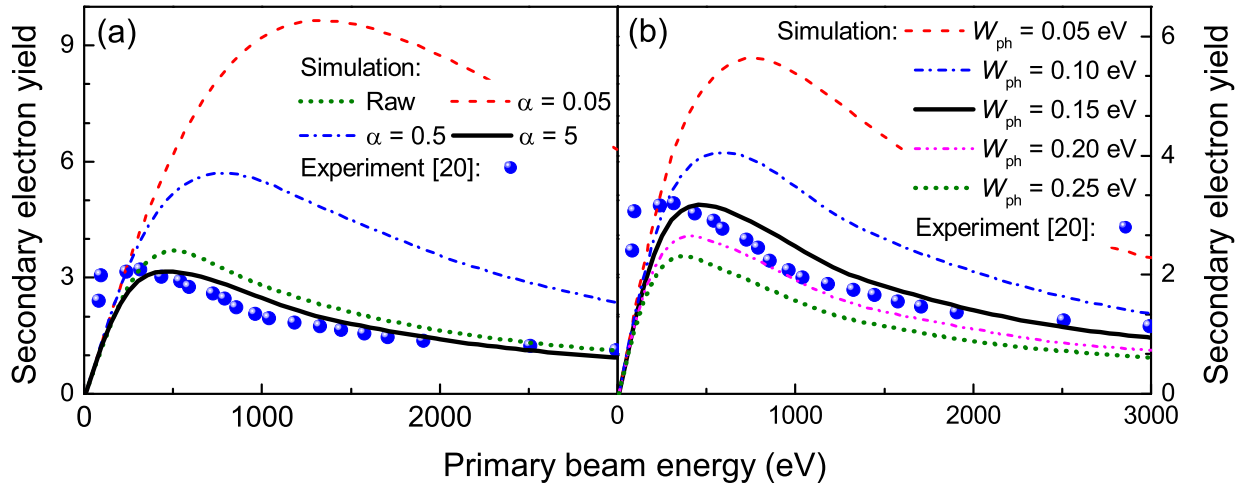 (a)
Simulation:
Raw
α = 0.05
α = 0.5
α = 5
Experiment [20]:
9
6
3
0
0
1000
2000
Secondary electron yield
(b)
Simulation:
W_ph = 0.05 eV
W_ph = 0.10 eV
W_ph = 0.15 eV
W_ph = 0.20 eV
W_ph = 0.25 eV
Experiment [20]:
6
4
2
0
0
1000
2000
3000
Secondary electron yield
Primary beam energy (eV)